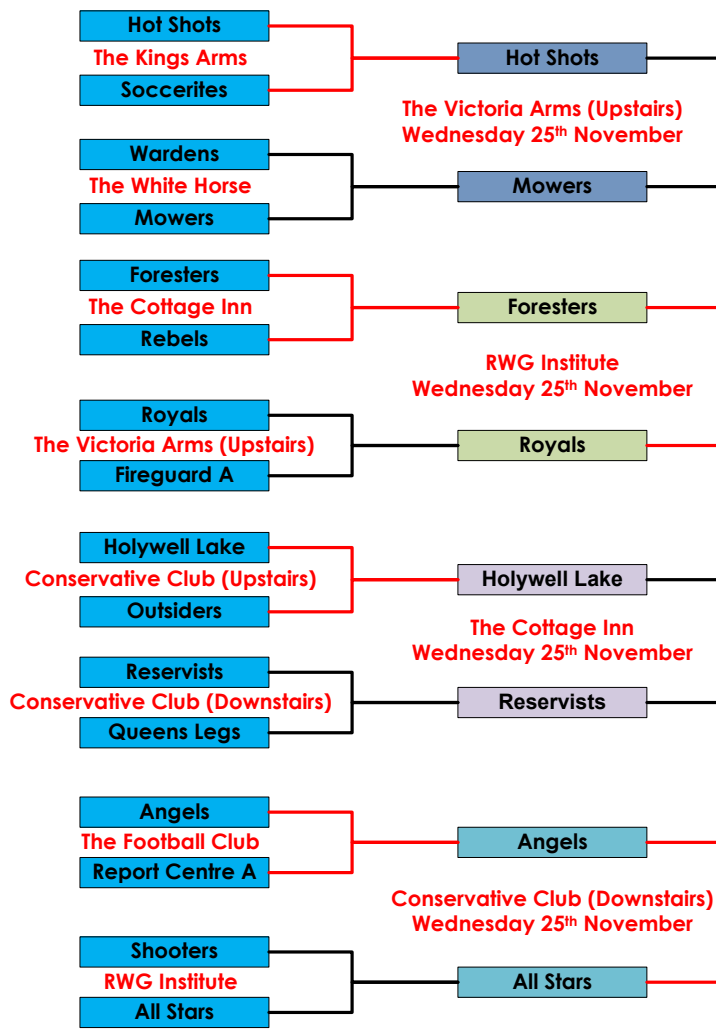 Hot Shots
The Kings Arms
Soccerites
Hot Shots
The Victoria Arms (Upstairs)
Wednesday 25th November
Wardens
The White Horse
Mowers
Mowers
Foresters
The Cottage Inn
Rebels
Foresters
RWG Institute
Wednesday 25th November
Royals
The Victoria Arms (Upstairs)
Fireguard A
Royals
Holywell Lake
Conservative Club (Upstairs)
Outsiders
Holywell Lake
The Cottage Inn
Wednesday 25th November
Reservists
Conservative Club (Downstairs)
Queens Legs
Reservists
Angels
The Football Club
Report Centre A
Angels
Conservative Club (Downstairs)
Wednesday 25th November
Shooters
RWG Institute
All Stars
All Stars